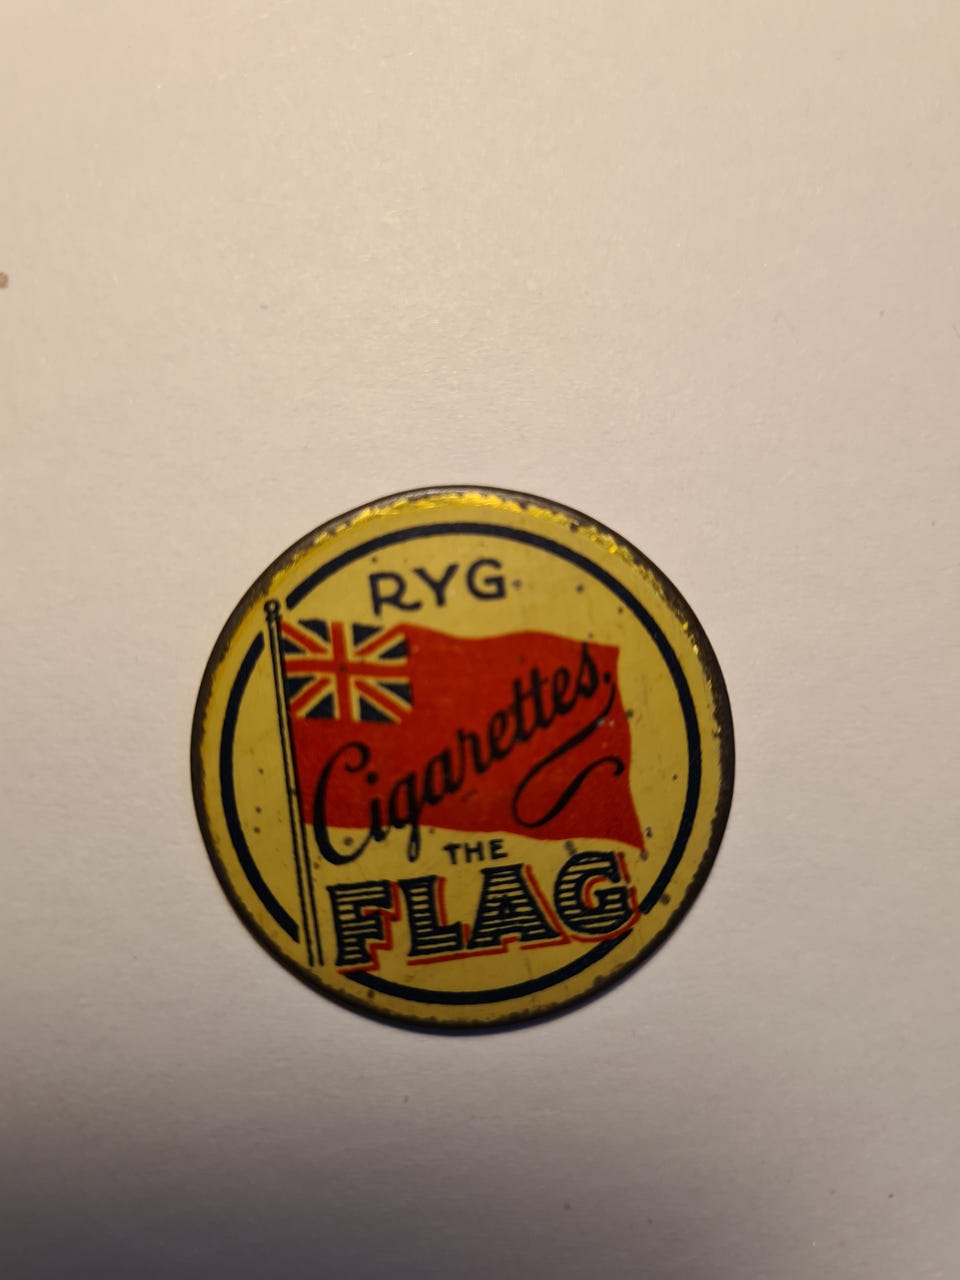 RYG.
Cigarettes,
THE
FLAG